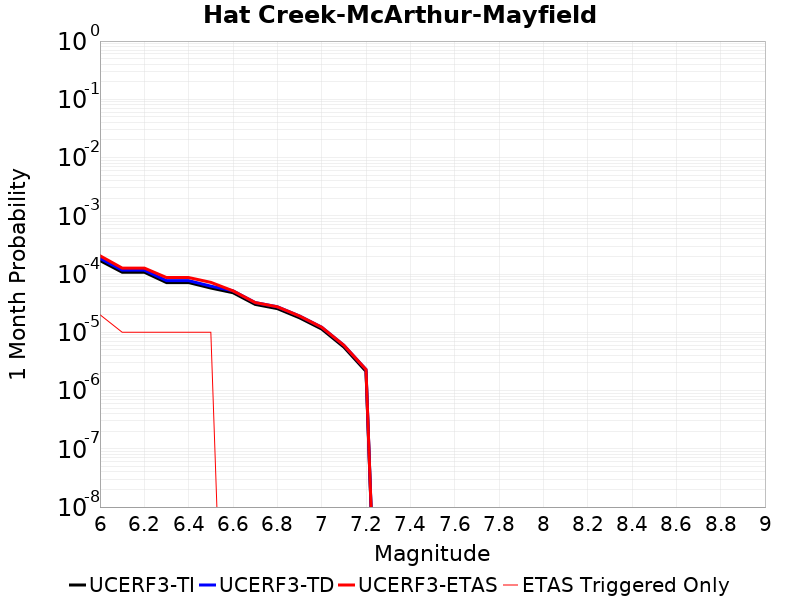 Hat Creek-McArthur-Mayfield
10^0
10^-1
10^-2
10^-3
10^-4
10^-5
10^-6
10^-7
10^-8
1 Month Probability
6 6.2 6.4 6.6 6.8 7 7.2 7.4 7.6 7.8 8 8.2 8.4 8.6 8.8 9
Magnitude
UCERF3-TI UCERF3-TD UCERF3-ETAS ETAS Triggered Only